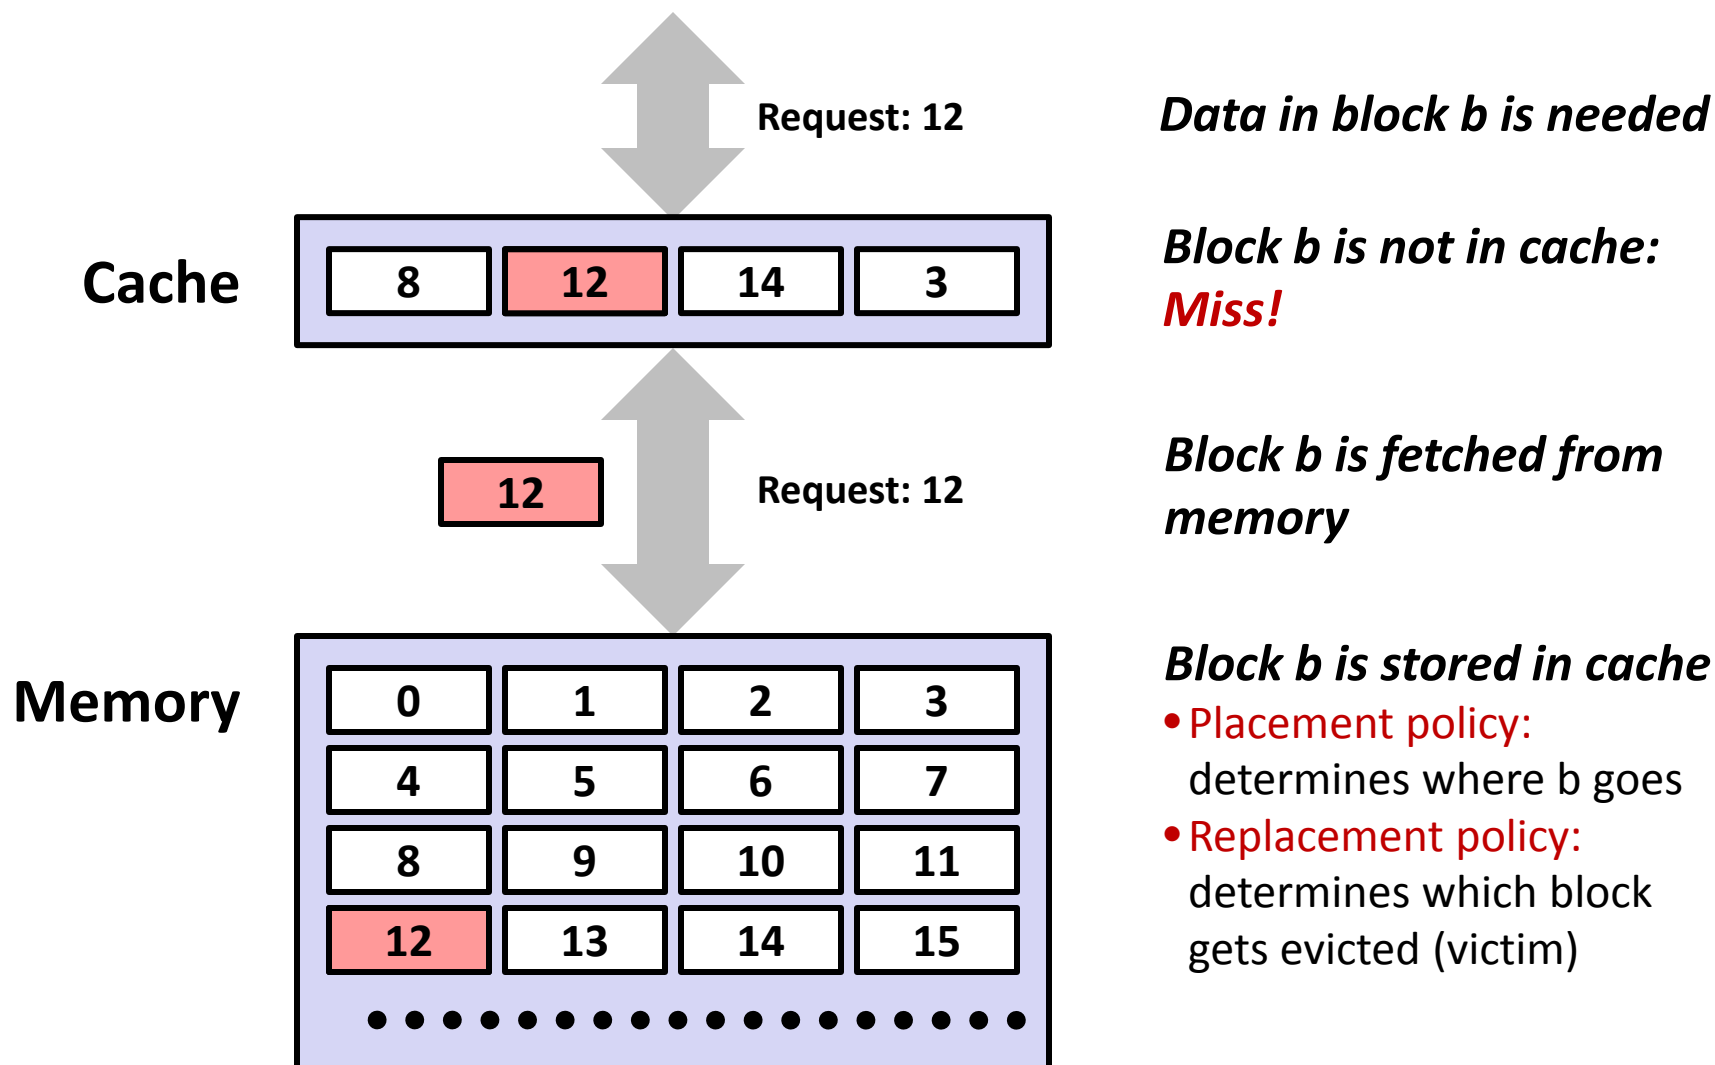 Request: 12
Data in block b is needed
Cache
8 12 14 3
Block b is not in cache:
Miss!
12
Request: 12
Block b is fetched from
memory
Memory
0 1 2 3
4 5 6 7
8 9 10 11
12 13 14 15
Block b is stored in cache
• Placement policy:
determines where b goes
• Replacement policy:
determines which block
gets evicted (victim)